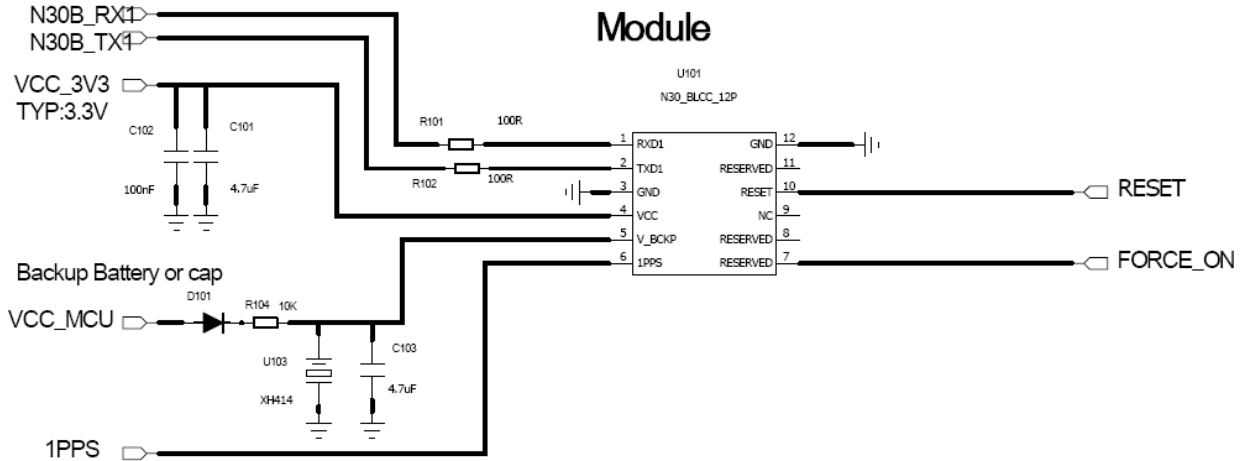 N30B_RX1
N30B_TX1
Module
VCC_3V3
TYP:3.3V
U101
N30_BLCC_12P
C102
C101
100nF
4.7uF
R101
100R
R102
100R
1 RXD1
2 TXD1
3 GND
4 VCC
5 V_BCKP
6 1PPS
GND 12
RESERVED 11
RESET 10
NC 9
RESERVED 8
RESERVED 7
RESET
FORCE_ON
Backup Battery or cap
D101
R104 10K
VCC_MCU
U103
XH414
C103
4.7uF
1PPS